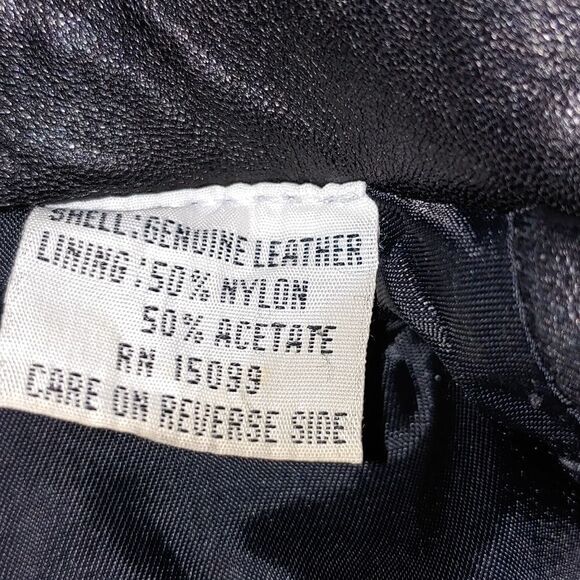 SHELL: GENUINE LEATHER
LINING: 50% NYLON
50% ACETATE
RN 15099
CARE ON REVERSE SIDE